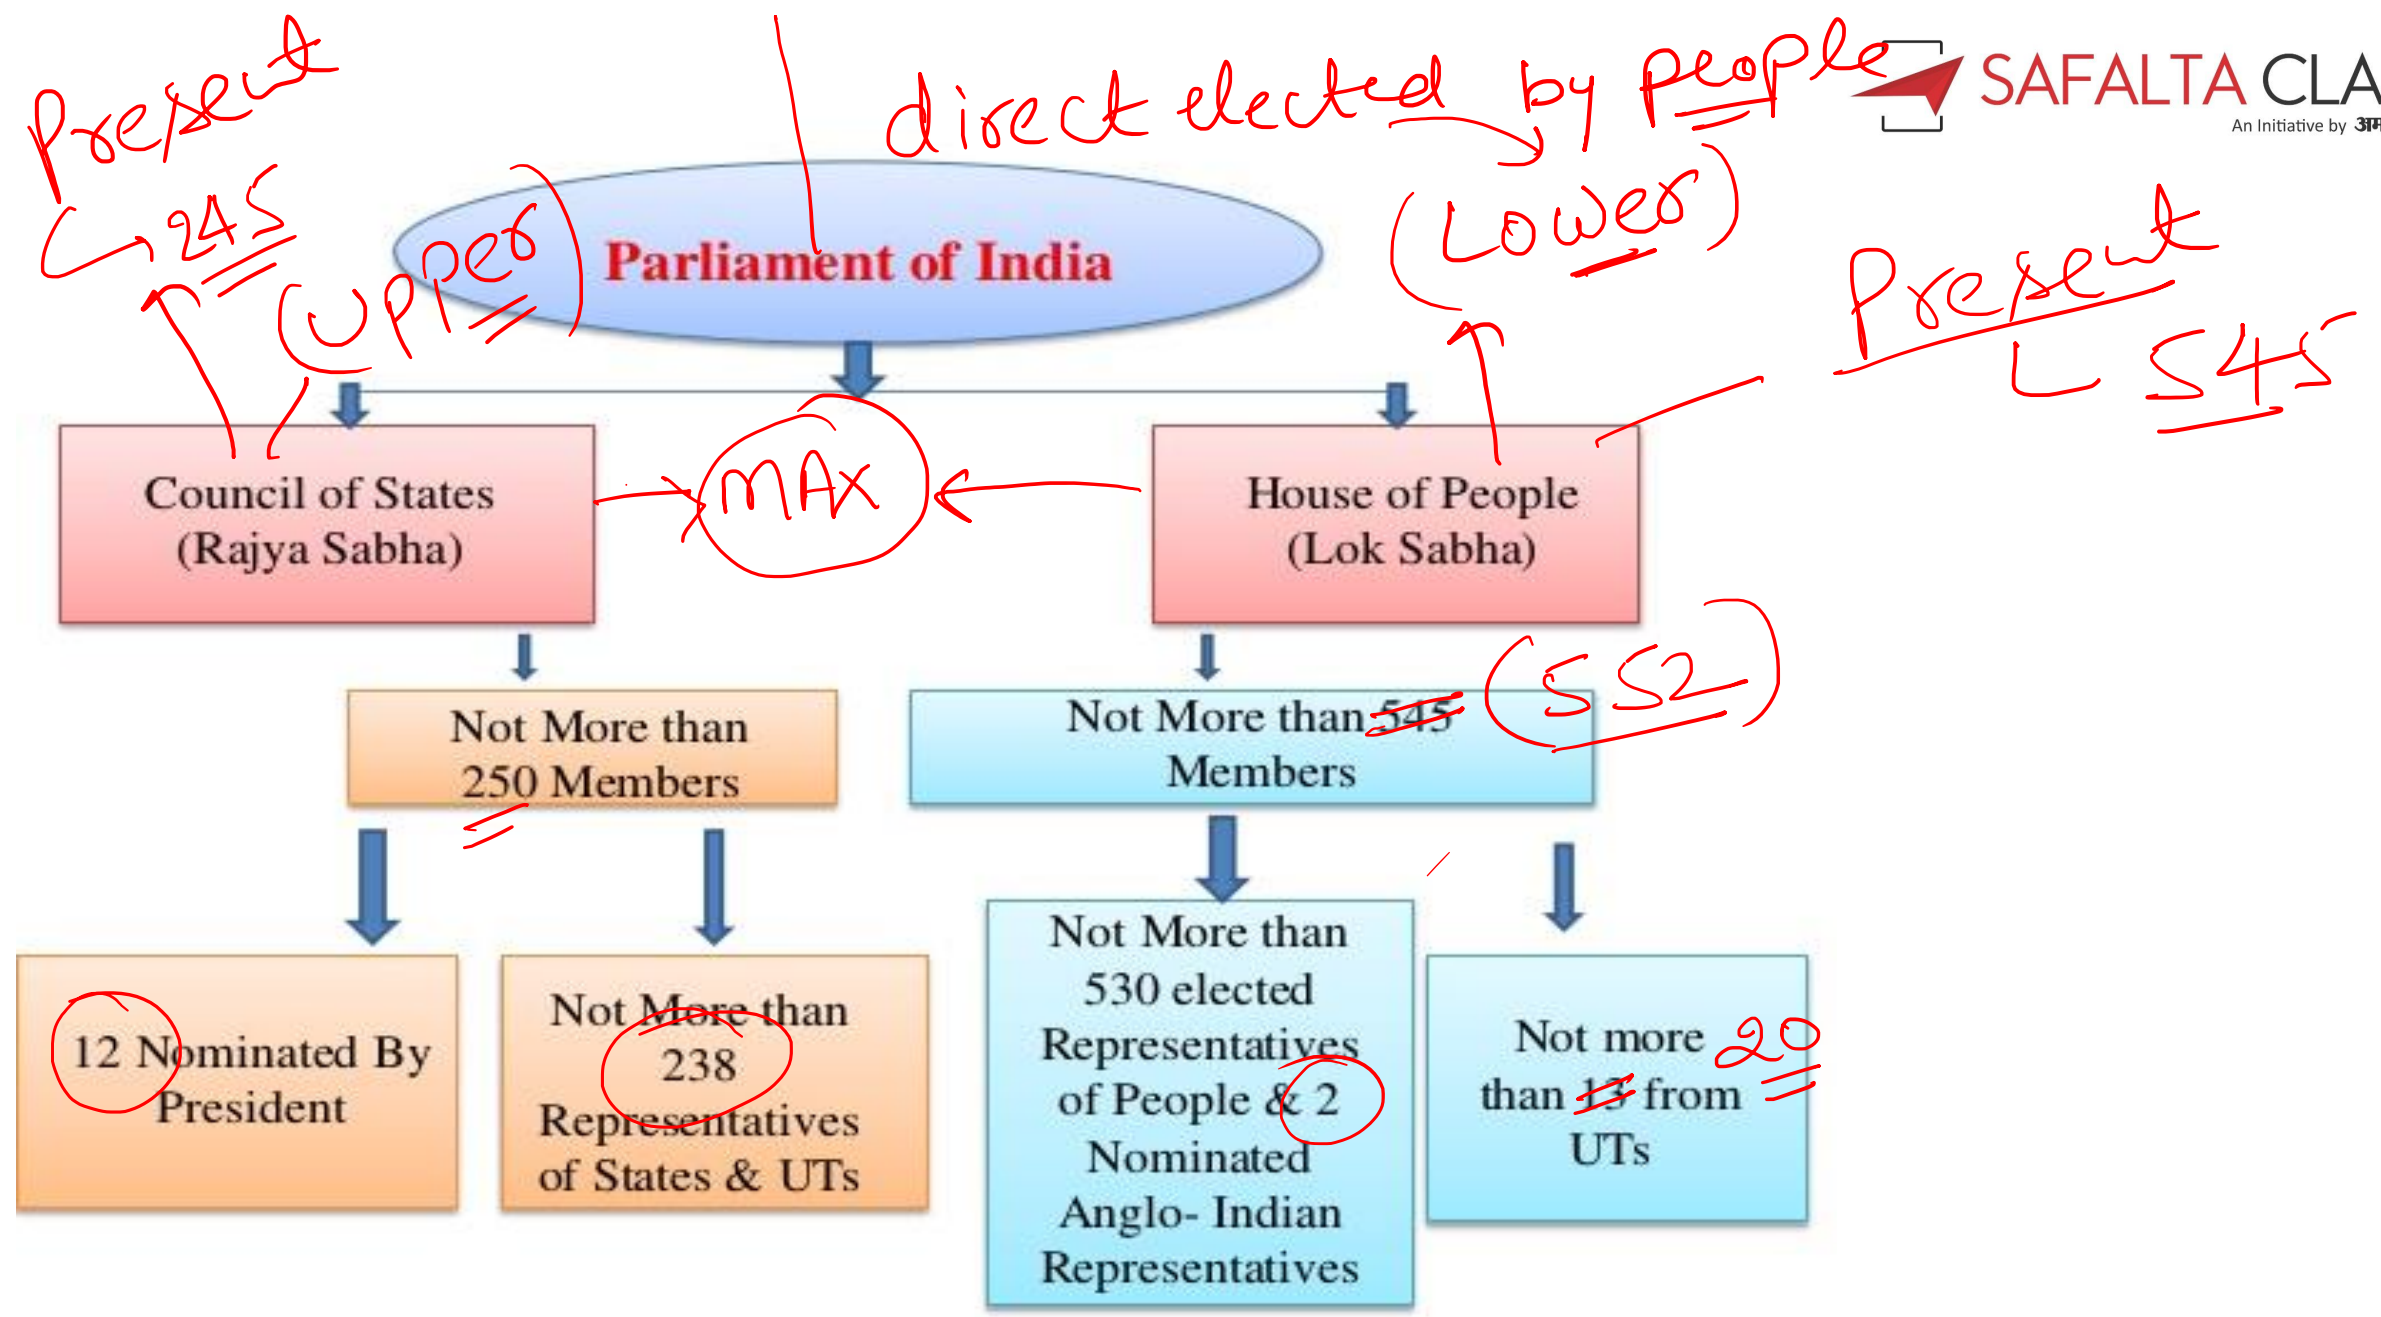 Present
245
(Upper)
direct elected by people
(Lower)
SAFALTA CLA
An Initiative by
Present
545
Parliament of India
Council of States
(Rajya Sabha)
MAX
House of People
(Lok Sabha)
Not More than
250 Members
Not More than 545 (552)
Members
12 Nominated By
President
Not More than
238
Representatives
of States & UTs
Not More than
530 elected
Representatives
of People & 2
Nominated
Anglo- Indian
Representatives
Not more 20
than 13 from
UTs